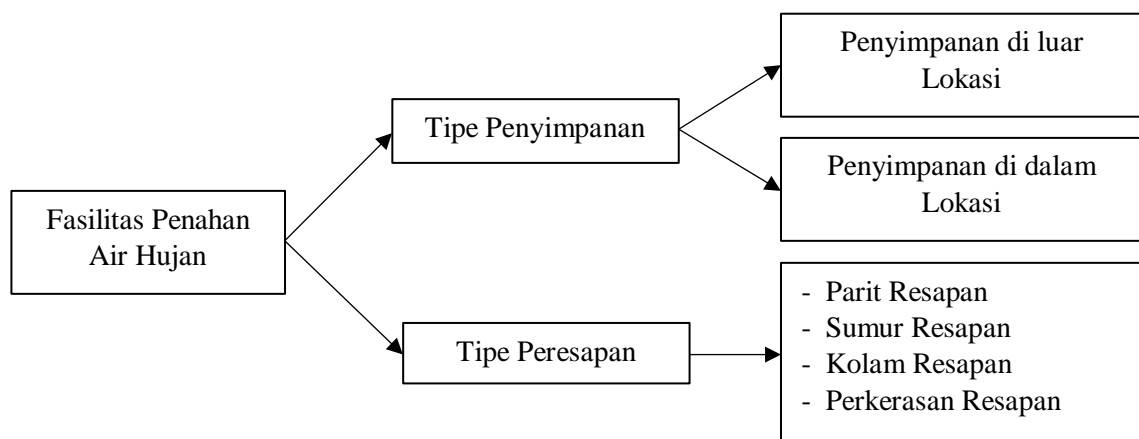 Fasilitas Penahan
Air Hujan
Tipe Penyimpanan
Penyimpanan di luar
Lokasi
Penyimpanan di dalam
Lokasi
Tipe Peresapan
- Parit Resapan
- Sumur Resapan
- Kolam Resapan
- Perkerasan Resapan